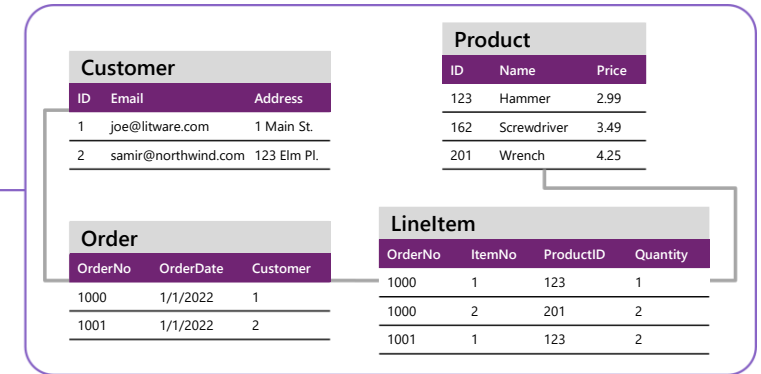 Customer
ID Email Address
1 joe@litware.com 1 Main St.
2 samir@northwind.com 123 Elm Pl.
Product
ID Name Price
123 Hammer 2.99
162 Screwdriver 3.49
201 Wrench 4.25
Order
OrderNo OrderDate Customer
1000 1/1/2022 1
1001 1/1/2022 2
LineItem
OrderNo ItemNo ProductID Quantity
1000 1 123 1
1000 2 201 2
1001 1 123 2